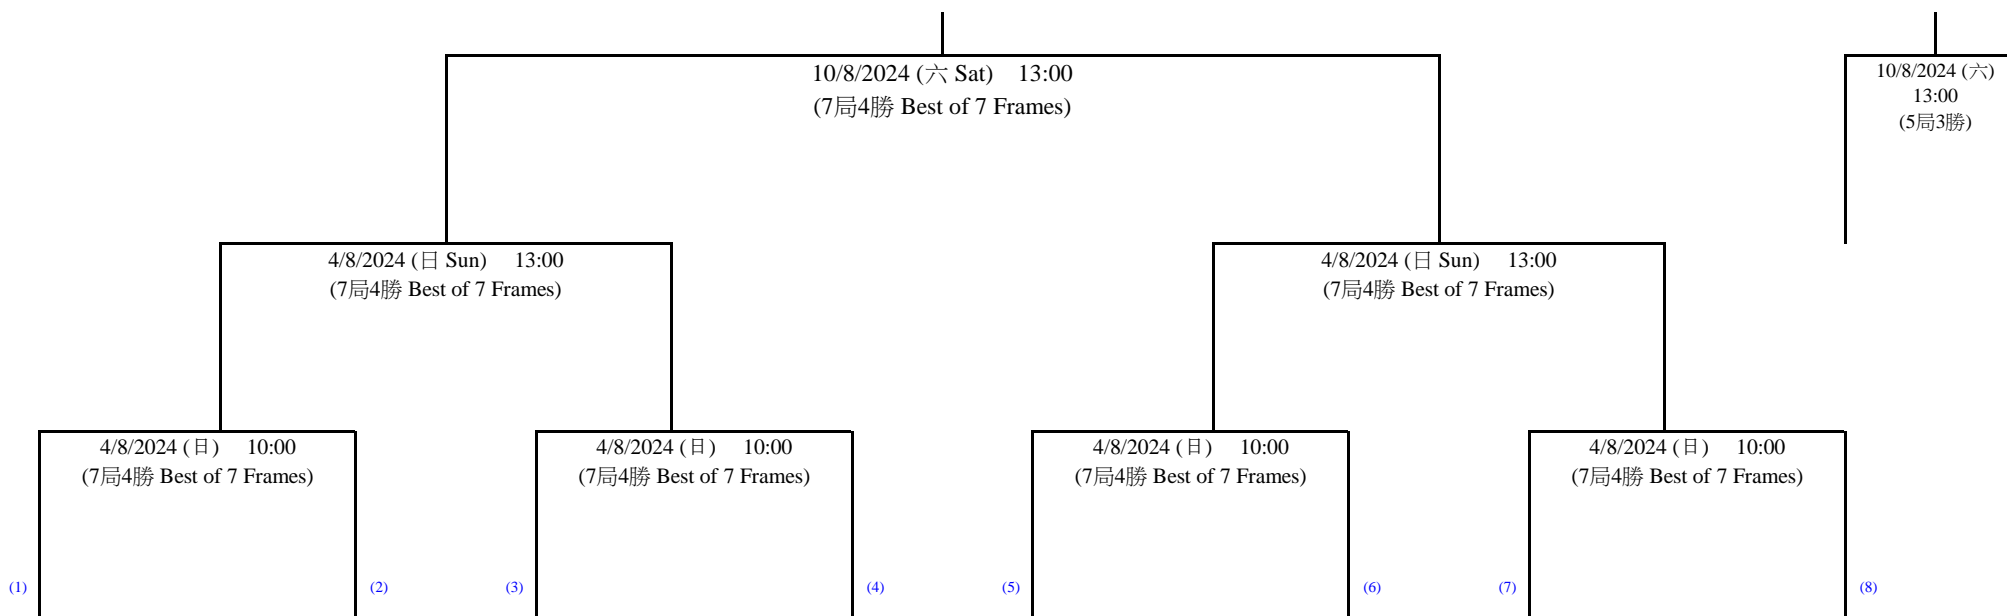 10/8/2024 (六 Sat) 13:00
(7局4勝 Best of 7 Frames)
10/8/2024 (六)
13:00
(5局3勝)
4/8/2024 (日 Sun) 13:00
(7局4勝 Best of 7 Frames)
4/8/2024 (日 Sun) 13:00
(7局4勝 Best of 7 Frames)
4/8/2024 (日) 10:00
(7局4勝 Best of 7 Frames)
4/8/2024 (日) 10:00
(7局4勝 Best of 7 Frames)
4/8/2024 (日) 10:00
(7局4勝 Best of 7 Frames)
4/8/2024 (日) 10:00
(7局4勝 Best of 7 Frames)
(1)
(2)
(3)
(4)
(5)
(6)
(7)
(8)